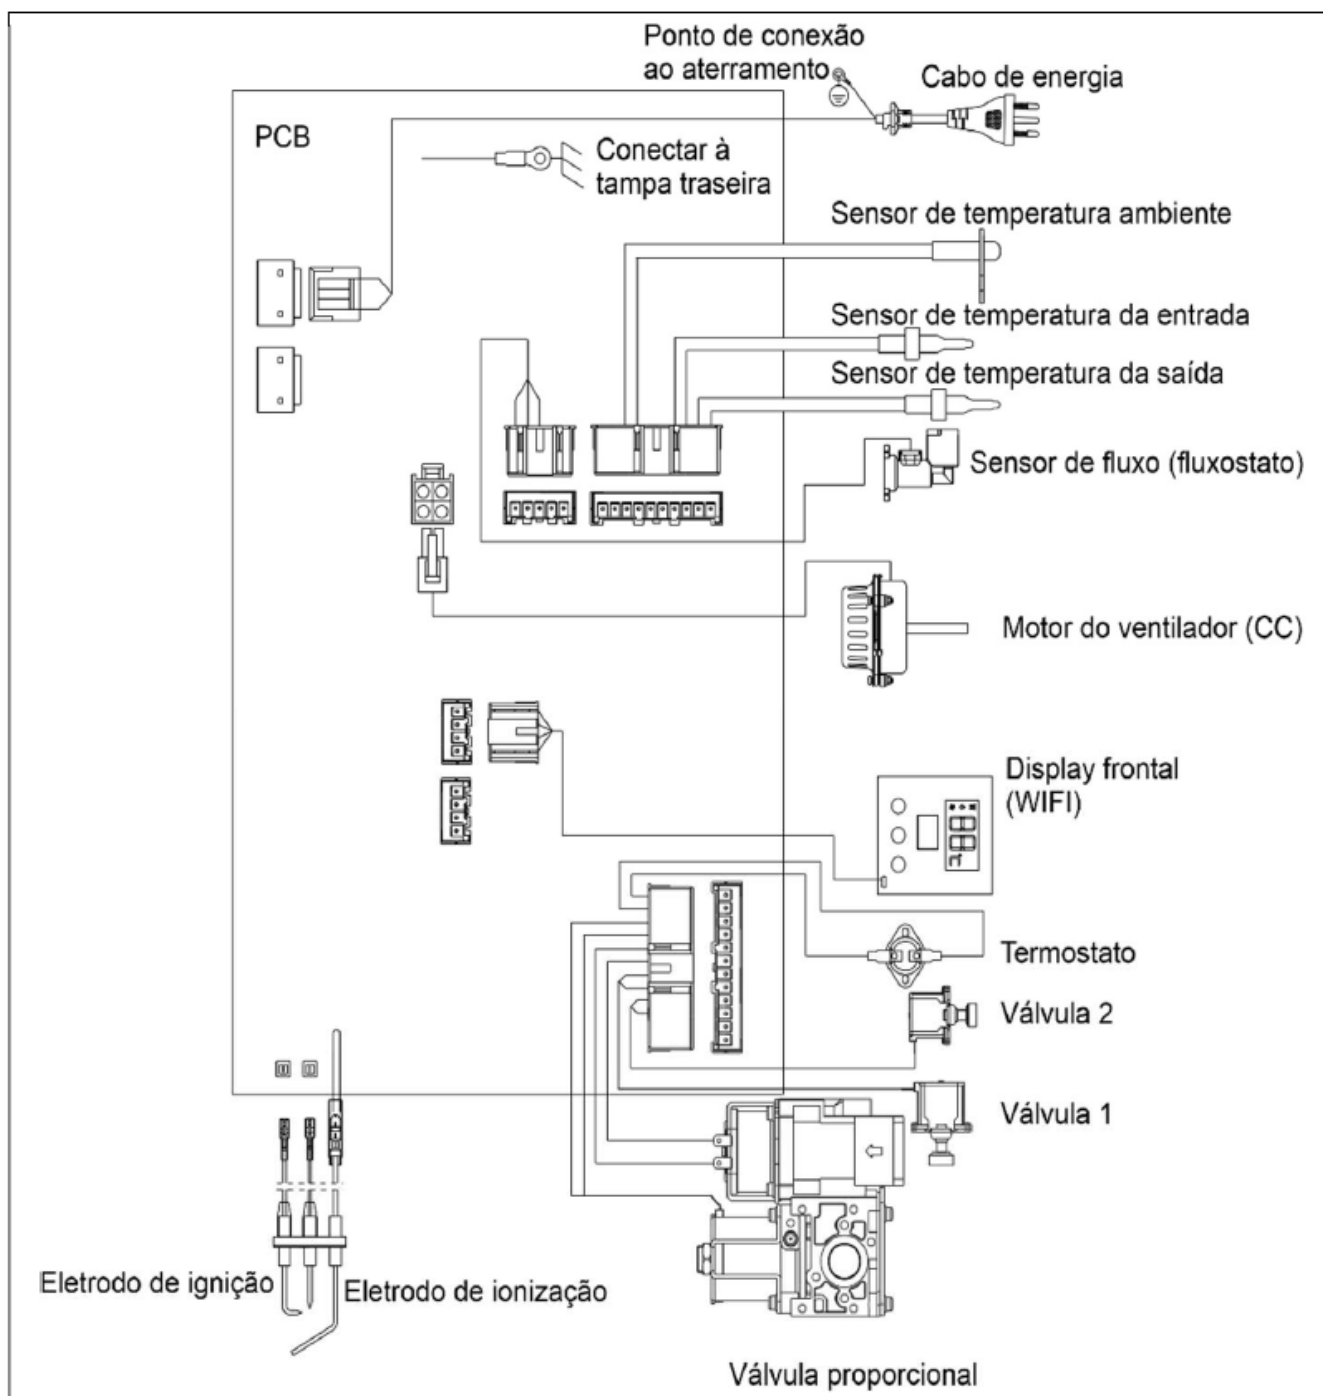 Ponto de conexão
ao aterramento
Cabo de energia
PCB
Conectar à
tampa traseira
Sensor de temperatura ambiente
Sensor de temperatura da entrada
Sensor de temperatura da saída
Sensor de fluxo (fluxostato)
Motor do ventilador (CC)
Display frontal
(WIFI)
Termostato
Válvula 2
Válvula 1
Eletrodo de ignição
Eletrodo de ionização
Válvula proporcional